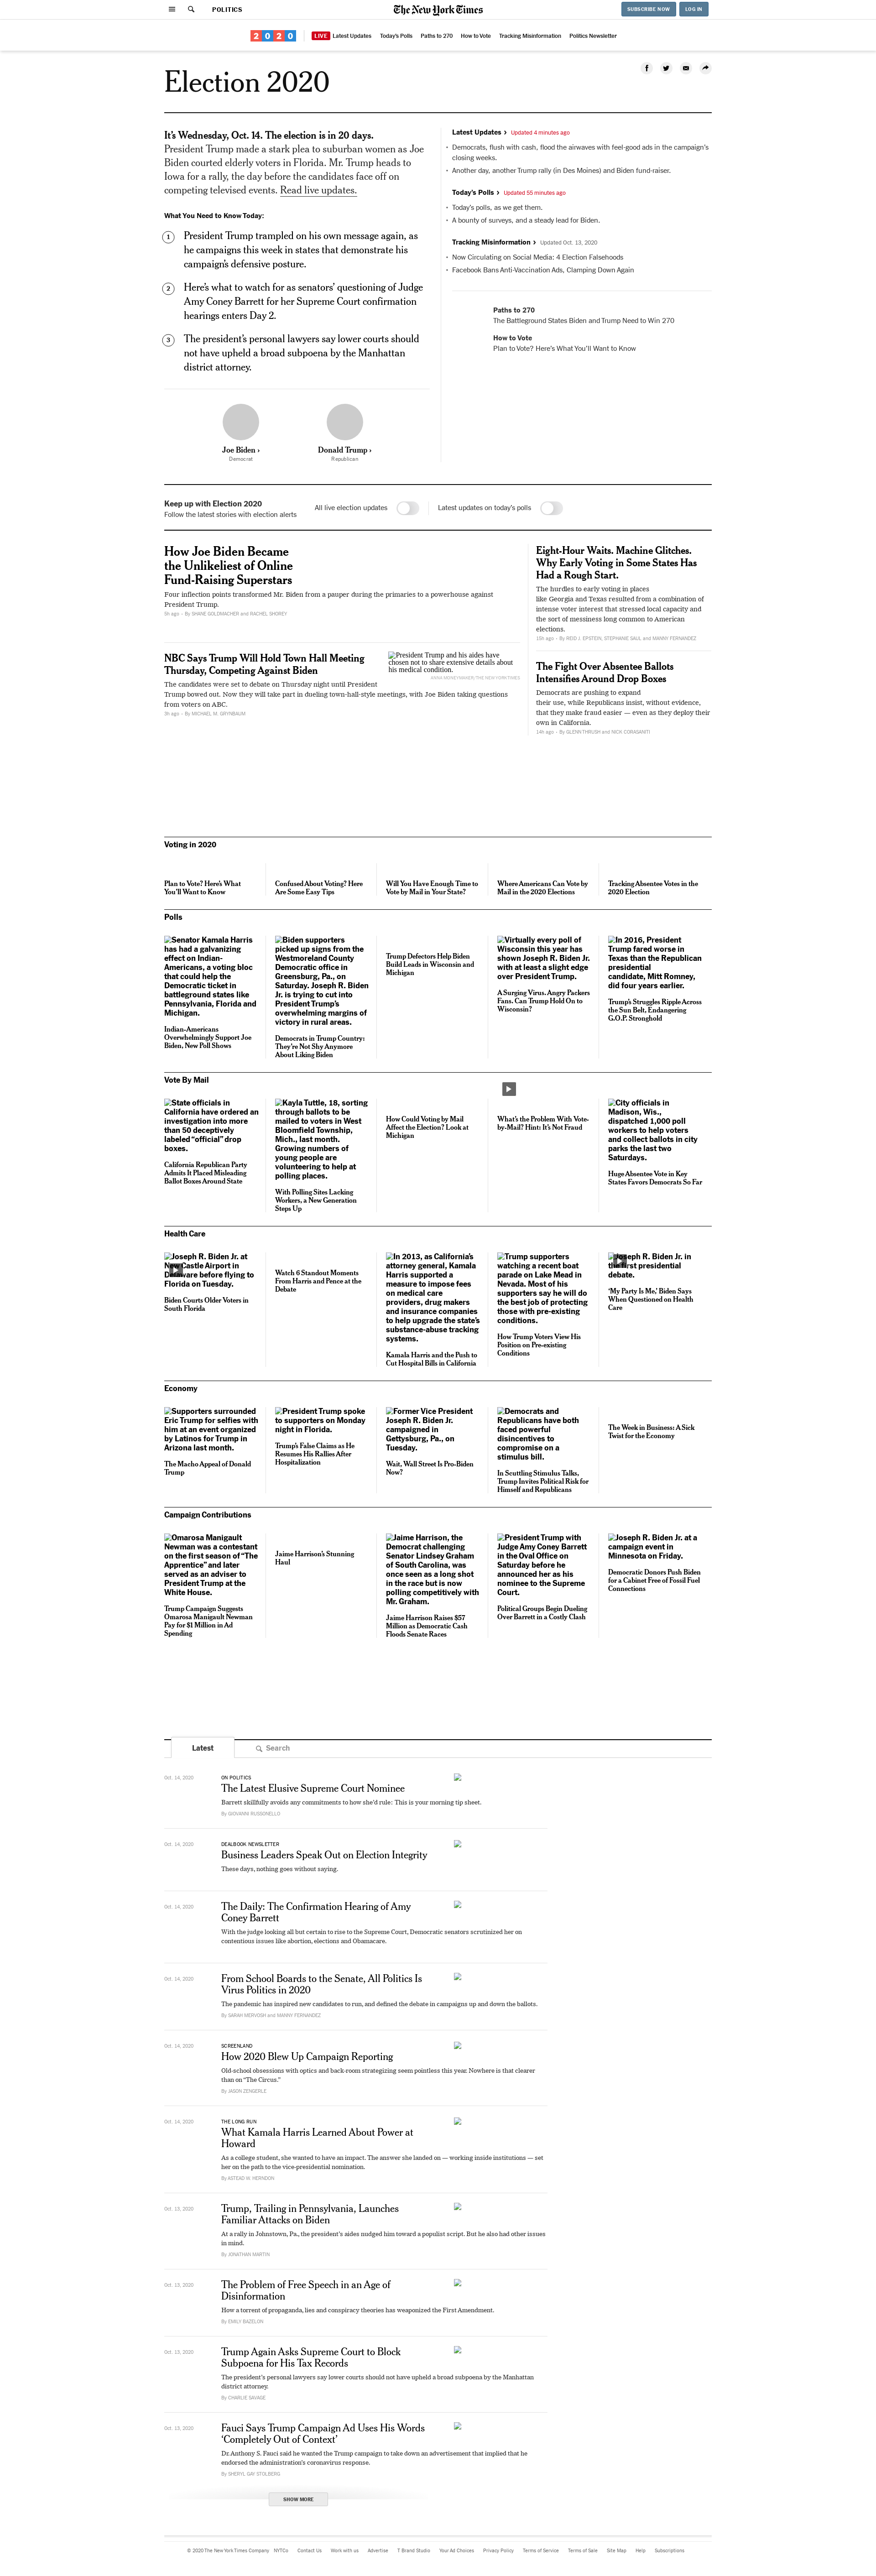 POLITICS
The New York Times
SUBSCRIBE NOW
LOG IN
2020
LIVE Latest Updates
Today's Polls
Paths to 270
How to Vote
Tracking Misinformation
Politics Newsletter
Election 2020
It's Wednesday, Oct. 14. The election is in 20 days.
President Trump made a stark plea to suburban women as Joe
Biden courted elderly voters in Florida. Mr. Trump heads to
Iowa, a day before the candidates face off on
competing televised events. Read live updates.
What You Need to Know Today:
1
President Trump trampled on his own message again, as
he campaigns this week in states that demonstrate his
campaign's defensive posture.
2
Here's what to watch for as senators' questioning of Judge
Amy Coney Barrett for her Supreme Court confirmation
hearings enters Day 2.
3
The president's personal lawyers say lower courts should
not have upheld a broad subpoena by the Manhattan
district attorney.
Joe Biden ›
Democrat
Donald Trump ›
Republican
Latest Updates › Updated 4 minutes ago
• Democrats, flush with cash, flood the airwaves with feel-good ads in the campaign's
closing weeks.
• Another day, another Trump rally (in Des Moines) and Biden fund-raiser.
Today's Polls › Updated 55 minutes ago
• Today's polls, as we get them.
• A bounty of surveys, and a steady lead for Biden.
Tracking Misinformation › Updated Oct. 13, 2020
• Now Circulating on Social Media: 4 Election Falsehoods
• Facebook Bans Anti-Vaccination Ads, Clamping Down Again
Paths to 270
The Battleground States Biden and Trump Need to Win 270
How to Vote
Plan to Vote? Here's What You'll Want to Know
Keep up with Election 2020
Follow the latest stories with election alerts
All live election updates
Latest updates on today's polls
How Joe Biden Became
the Unlikeliest of Online
Fund-Raising Superstars
Four inflection points transformed Mr. Biden from a pauper during the primaries to a powerhouse against
President Trump.
5h ago · By SHANE GOLDMACHER and RACHEL SHOREY
NBC Says Trump Will Hold Town Hall Meeting
Thursday, Competing Against Biden
The candidates were set to debate on Thursday night until President
Trump bowed out. Now they will take part in dueling town-hall-style meetings, with Joe Biden taking questions
from voters on ABC.
3h ago · By MICHAEL M. GRYNBAUM
President Trump and his aides have
chosen not to share extensive details about
his medical condition.
ANNA MONEYMAKER/THE NEW YORK TIMES
Eight-Hour Waits. Machine Glitches.
Why Early Voting in Some States Has
Had a Rough Start.
The hurdles to early voting in places
like Georgia and Texas resulted from a combination of
intense voter interest that stressed local capacity and
the sort of messiness long common to American
elections.
15h ago · By REID J. EPSTEIN, STEPHANIE SAUL and MANNY FERNANDEZ
The Fight Over Absentee Ballots
Intensifies Around Drop Boxes
Democrats are pushing to expand
their use, while Republicans insist, without evidence,
that they make fraud easier — even as they deploy their
own in California.
14h ago · By GLENN THRUSH and NICK CORASANITI
Voting in 2020
Plan to Vote? Here's What
You'll Want to Know
Confused About Voting? Here
Are Some Easy Tips
Will You Have Enough Time to
Vote by Mail in Your State?
Where Americans Can Vote by
Mail in the 2020 Elections
Tracking Absentee Votes in the
2020 Election
Polls
Senator Kamala Harris
has had a galvanizing
effect on Indian-
Americans, a voting bloc
that could help the
Democratic ticket in
battleground states like
Pennsylvania, Florida and
Michigan.
Indian-Americans
Overwhelmingly Support Joe
Biden, New Poll Shows
Biden supporters
picked up signs from the
Westmoreland County
Democratic office in
Greensburg, Pa., on
Saturday. Joseph R. Biden
Jr. is trying to cut into
President Trump's
overwhelming margins of
victory in rural areas.
Democrats in Trump Country:
They're Not Shy Anymore
About Liking Biden
Trump Defectors Help Biden
Build Leads in Wisconsin and
Michigan
Virtually every poll of
Wisconsin this year has
shown Joseph R. Biden Jr.
with at least a slight edge
over President Trump.
A Surging Virus. Angry Packers
Fans. Can Trump Hold On to
Wisconsin?
In 2016, President
Trump fared worse in
Texas than the Republican
presidential
candidate, Mitt Romney,
did four years earlier.
Trump's Struggles Ripple Across
the Sun Belt, Endangering
G.O.P. Stronghold
Vote By Mail
State officials in
California have ordered an
investigation into more
than 50 deceptively
labeled “official” drop
boxes.
California Republican Party
Admits It Placed Misleading
Ballot Boxes Around State
Kayla Tuttle, 18, sorting
through ballots to be
mailed to voters in West
Bloomfield Township,
Mich., last month.
Growing numbers of
young people are
volunteering to help at
polling places.
With Polling Sites Lacking
Workers, a New Generation
Steps Up
How Could Voting by Mail
Affect the Election? Look at
Michigan
What's the Problem With Vote-
by-Mail? Hint: It's Not Fraud
City officials in
Madison, Wis.,
dispatched 1,000 poll
workers to help voters
and collect ballots in city
parks the last two
Saturdays.
Huge Absentee Vote in Key
States Favors Democrats So Far
Health Care
Joseph R. Biden Jr. at
Castle Airport in
before flying to
Florida on Tuesday.
Biden Courts Older Voters in
South Florida
Watch 6 Standout Moments
From Harris and Pence at the
Debate
In 2013, as California's
attorney general, Kamala
Harris supported a
measure to impose fees
on medical care
providers, drug makers
and insurance companies
to help upgrade the state's
substance-abuse tracking
systems.
Kamala Harris and the Push to
Cut Hospital Bills in California
Trump supporters
watching a recent boat
parade on Lake Mead in
Nevada. Most of his
supporters say he will do
the best job of protecting
those with pre-existing
conditions.
How Trump Voters View His
Position on Pre-existing
Conditions
Joseph R. Biden Jr. in
presidential
debate.
‘My Party Is Me,’ Biden Says
When Questioned on Health
Care
Economy
Supporters surrounded
Eric Trump for selfies with
him at an event organized
by Latinos for Trump in
Arizona last month.
The Macho Appeal of Donald
Trump
President Trump spoke
to supporters on Monday
night in Florida.
Trump's False Claims as He
Resumes His Rallies After
Hospitalization
Former Vice President
Joseph R. Biden Jr.
campaigned in
Gettysburg, Pa., on
Tuesday.
Wait, Wall Street Is Pro-Biden
Now?
Democrats and
Republicans have both
faced powerful
disincentives to
compromise on a
stimulus bill.
In Scuttling Stimulus Talks,
Trump Invites Political Risk for
Himself and Republicans
The Week in Business: A Sick
Twist for the Economy
Campaign Contributions
Omarosa Manigault
Newman was a contestant
on the first season of “The
Apprentice” and later
served as an adviser to
President Trump at the
White House.
Trump Campaign Suggests
Omarosa Manigault Newman
Pay for $1 Million in Ad
Spending
Jaime Harrison's Stunning
Haul
Jaime Harrison, the
Democrat challenging
Senator Lindsey Graham
of South Carolina, was
once seen as a long shot
in the race but is now
polling competitively with
Mr. Graham.
Jaime Harrison Raises $57
Million as Democratic Cash
Floods Senate Races
President Trump with
Judge Amy Coney Barrett
in the Oval Office on
Saturday before he
announced her as his
nominee to the Supreme
Court.
Political Groups Begin Dueling
Over Barrett in a Costly Clash
Joseph R. Biden Jr. at a
campaign event in
Minnesota on Friday.
Democratic Donors Push Biden
for a Cabinet Free of Fossil Fuel
Connections
Latest
Search
Oct. 14, 2020
ON POLITICS
The Latest Elusive Supreme Court Nominee
Barrett skillfully avoids any commitments to how she'd rule: This is your morning tip sheet.
By GIOVANNI RUSSONELLO
Oct. 14, 2020
DEALBOOK NEWSLETTER
Business Leaders Speak Out on Election Integrity
These days, nothing goes without saying.
Oct. 14, 2020
The Daily: The Confirmation Hearing of Amy
Coney Barrett
With the judge looking all but certain to rise to the Supreme Court, Democratic senators scrutinized her on
contentious issues like abortion, elections and Obamacare.
Oct. 14, 2020
From School Boards to the Senate, All Politics Is
Virus Politics in 2020
The pandemic has inspired new candidates to run, and defined the debate in campaigns up and down the ballots.
By SARAH MERVOSH and MANNY FERNANDEZ
Oct. 14, 2020
SCREENLAND
How 2020 Blew Up Campaign Reporting
Old-school obsessions with optics and back-room strategizing seem pointless this year. Nowhere is that clearer
than on “The Circus.”
By JASON ZENGERLE
Oct. 14, 2020
THE LONG RUN
What Kamala Harris Learned About Power at
Howard
As a college student, she wanted to have an impact. The answer she landed on — working inside institutions — set
her on the path to the vice-presidential nomination.
By ASTEAD W. HERNDON
Oct. 13, 2020
Trump, Trailing in Pennsylvania, Launches
Familiar Attacks on Biden
At a rally in Johnstown, Pa., the president's aides nudged him toward a populist script. But he also had other issues
in mind.
By JONATHAN MARTIN
Oct. 13, 2020
The Problem of Free Speech in an Age of
Disinformation
How a torrent of propaganda, lies and conspiracy theories has weaponized the First Amendment.
By EMILY BAZELON
Oct. 13, 2020
Trump Again Asks Supreme Court to Block
Subpoena for His Tax Records
The president's personal lawyers say lower courts should not have upheld a broad subpoena by the Manhattan
district attorney.
By CHARLIE SAVAGE
Oct. 13, 2020
Fauci Says Trump Campaign Ad Uses His Words
‘Completely Out of Context’
Dr. Anthony S. Fauci said he wanted the Trump campaign to take down an advertisement that implied that he
endorsed the administration's coronavirus response.
By SHERYL GAY STOLBERG
SHOW MORE
© 2020 The New York Times Company
NYTCo
Contact Us
Work with us
Advertise
T Brand Studio
Your Ad Choices
Privacy Policy
Terms of Service
Terms of Sale
Site Map
Help
Subscriptions